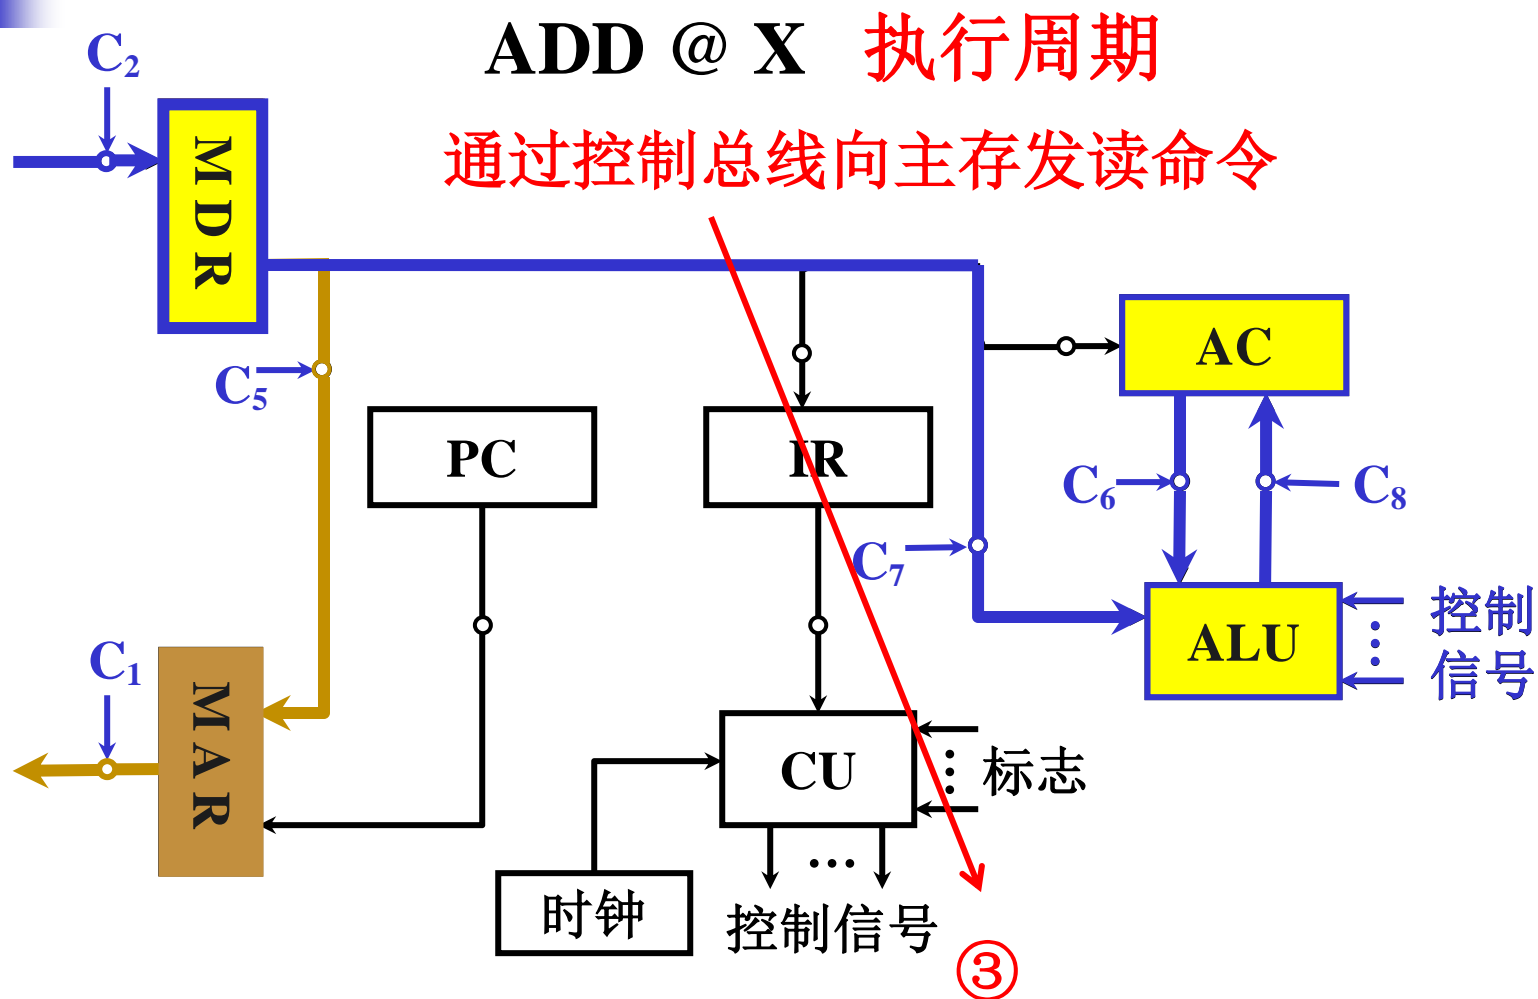 ADD @ X 执行周期
C2
通过控制总线向主存发读命令
MDR
AC
C5
PC
IR
C6
C8
C7
控制
信号
ALU
C1
MAR
CU
标志
...
时钟
控制信号
③